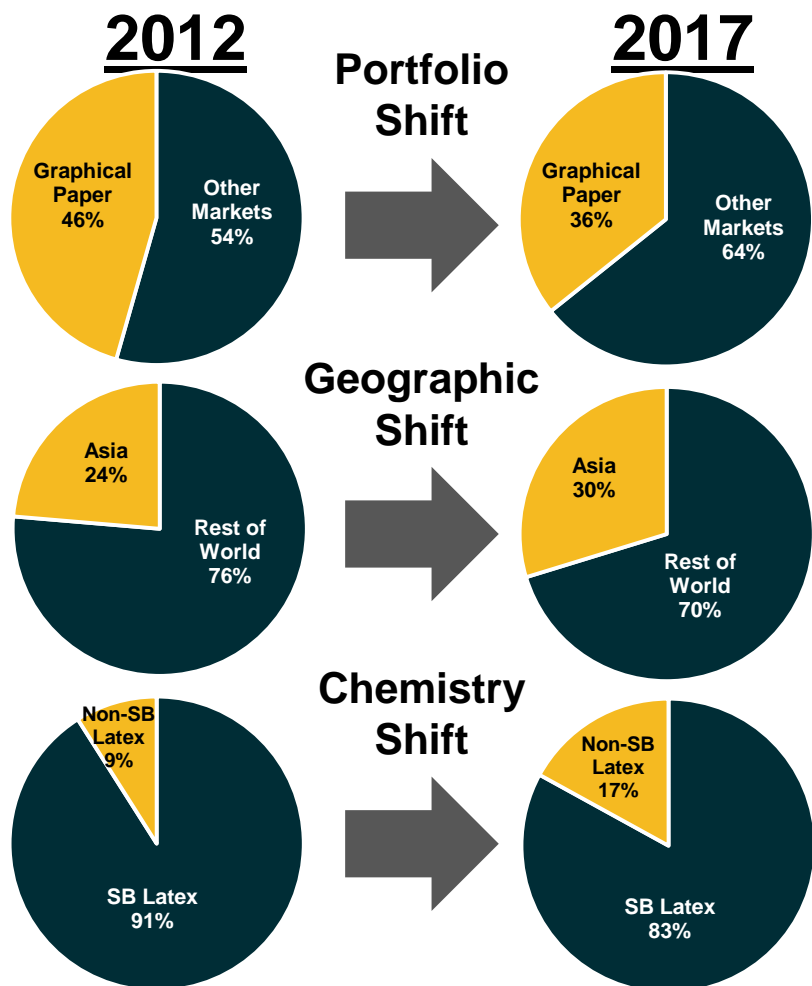 2012
Portfolio
Shift
2017
Graphical
Paper
46%
Other
Markets
54%
Graphical
Paper
36%
Other
Markets
64%
Geographic
Shift
Asia
24%
Rest of
World
76%
Asia
30%
Rest of
World
70%
Chemistry
Shift
Non-SB
Latex
9%
SB Latex
91%
Non-SB
Latex
17%
SB Latex
83%